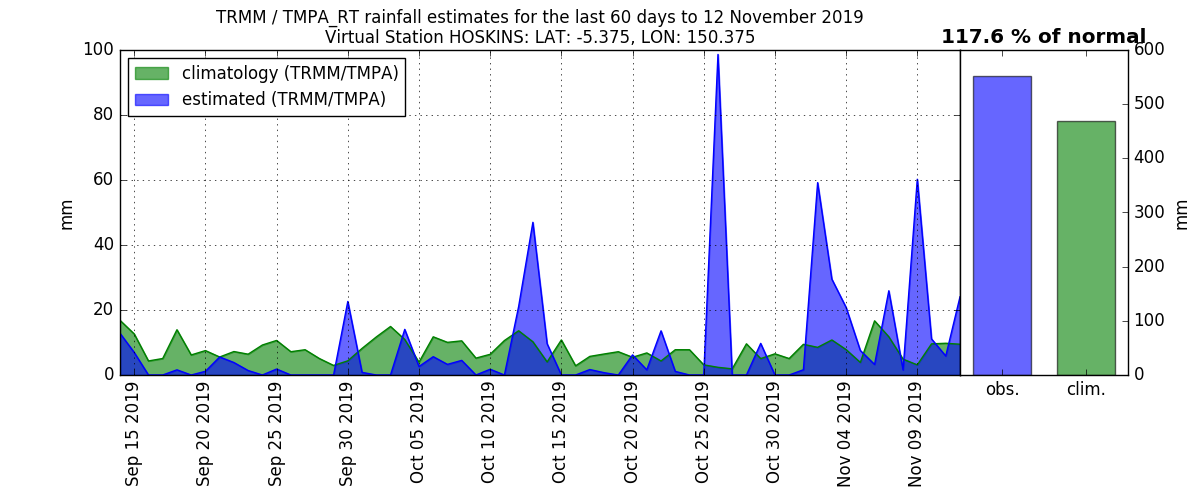 TRMM / TMPA_RT rainfall estimates for the last 60 days to 12 November 2019
Virtual Station HOSKINS: LAT: -5.375, LON: 150.375
117.6 % of normal
climatology (TRMM/TMPA)
estimated (TRMM/TMPA)
mm
100
80
60
40
20
0
Sep 15 2019
Sep 20 2019
Sep 25 2019
Sep 30 2019
Oct 05 2019
Oct 10 2019
Oct 15 2019
Oct 20 2019
Oct 25 2019
Oct 30 2019
Nov 04 2019
Nov 09 2019
obs.
clim.
600
500
400
300
200
100
0
mm